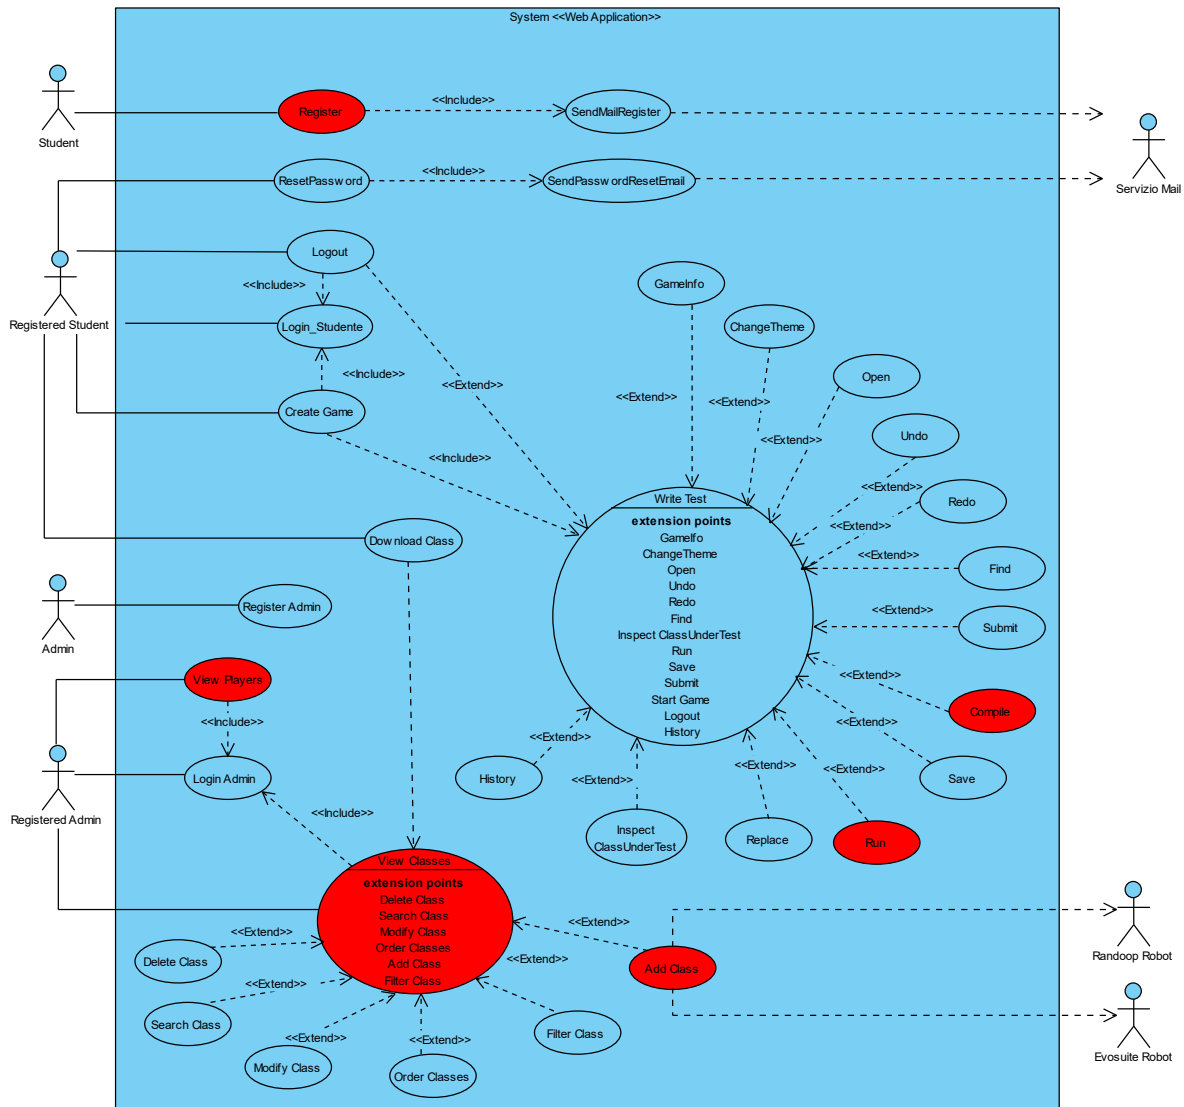 System <<Web Application>>
Student
Register
<<Include>>
SendMailRegister
Servizio Mail
ResetPassword
<<Include>>
SendPasswordResetEmail
Registered Student
Logout
<<Include>>
Login_Studente
<<Include>>
Create Game
<<Extend>>
<<Include>>
GameInfo
<<Extend>>
ChangeTheme
<<Extend>>
Open
<<Extend>>
Undo
<<Extend>>
Redo
<<Extend>>
Find
<<Extend>>
Submit
<<Extend>>
Compile
<<Extend>>
Save
<<Extend>>
Run
<<Extend>>
Replace
<<Extend>>
Inspect
ClassUnderTest
<<Extend>>
History
<<Extend>>
Write Test
extension points
GameIfo
ChangeTheme
Open
Undo
Redo
Find
Inspect ClassUnderTest
Run
Save
Submit
Start Game
Logout
History
Download Class
Admin
Register Admin
View Players
<<Include>>
Login Admin
Registered Admin
<<Include>>
View Classes
extension points
Delete Class
Search Class
Modify Class
Order Classes
Add Class
Filter Class
<<Extend>>
Delete Class
<<Extend>>
Search Class
<<Extend>>
Modify Class
<<Extend>>
Order Classes
<<Extend>>
Filter Class
<<Extend>>
Add Class
Randoop Robot
Evosuite Robot